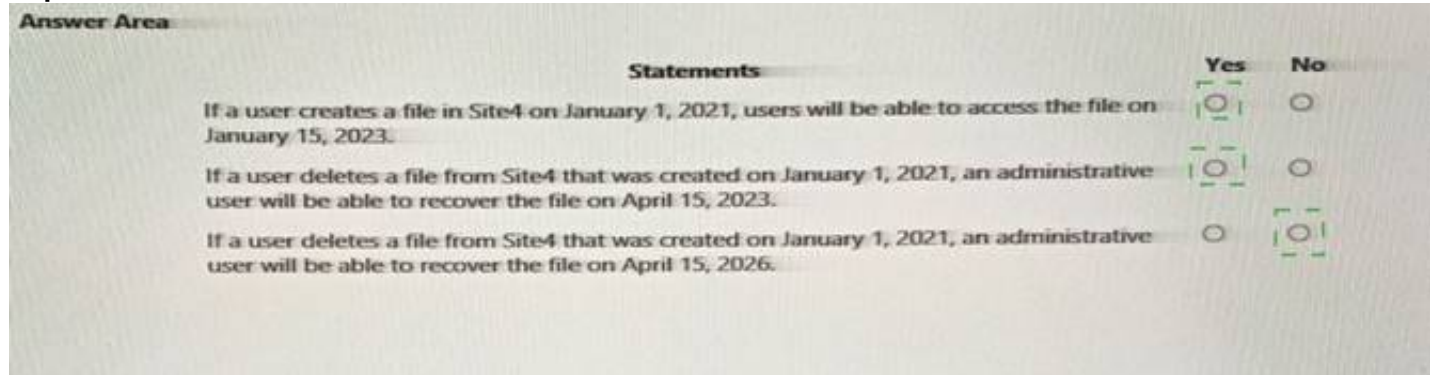 Answer Area
Statements
Yes No
If a user creates a file in Site4 on January 1, 2021, users will be able to access the file on
January 15, 2023.
If a user deletes a file from Site4 that was created on January 1, 2021, an administrative
user will be able to recover the file on April 15, 2023.
If a user deletes a file from Site4 that was created on January 1, 2021, an administrative
user will be able to recover the file on April 15, 2026.